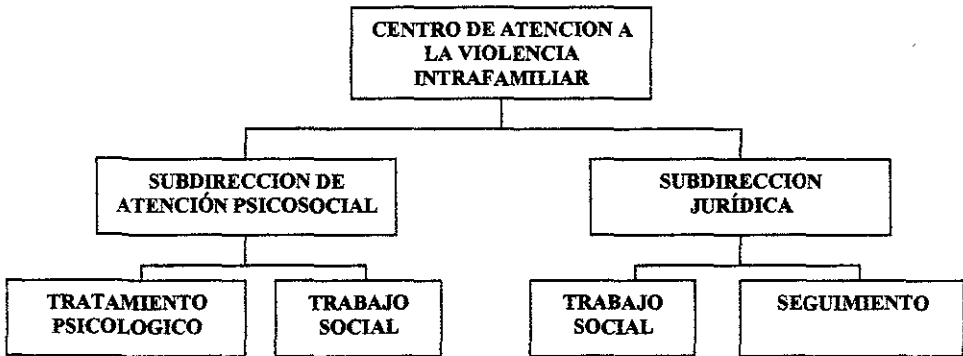 CENTRO DE ATENCION A
LA VIOLENCIA
INTRAFAMILIAR
SUBDIRECCION DE
ATENCIÓN PSICOSOCIAL
SUBDIRECCION
JURÍDICA
TRATAMIENTO
PSICOLOGICO
TRABAJO
SOCIAL
TRABAJO
SOCIAL
SEGUIMIENTO